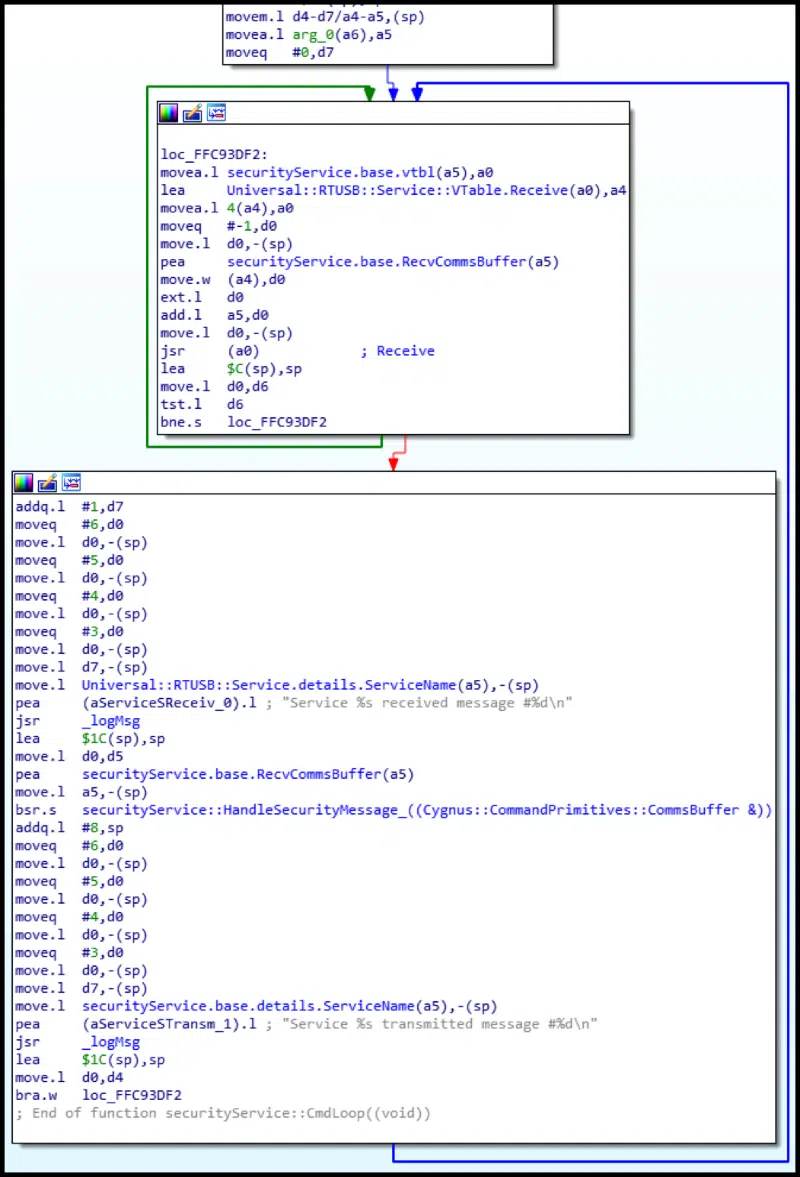 movem.l d4-d7/a4-a5,(sp)
movea.l arg_0(a6),a5
moveq #0,d7
loc_FFC93DF2:
movea.l securityService.base.vtbl(a5),a0
lea Universal::RTUSB::Service::VTable.Receive(a0),a4
movea.l 4(a4),a0
moveq #-1,d0
move.l d0,-(sp)
pea securityService.base.RecvCommsBuffer(a5)
move.w (a4),d0
ext.l d0
add.l a5,d0
move.l d0,-(sp)
jsr (a0) ; Receive
lea $C(sp),sp
move.l d0,d6
tst.l d6
bne.s loc_FFC93DF2
addq.l #1,d7
moveq #6,d0
move.l d0,-(sp)
moveq #5,d0
move.l d0,-(sp)
moveq #4,d0
move.l d0,-(sp)
moveq #3,d0
move.l d0,-(sp)
move.l d7,-(sp)
move.l Universal::RTUSB::Service.details.ServiceName(a5),-(sp)
pea (aServiceSReceiv_0).l ; "Service %s received message #%d\n"
jsr _logMsg
lea $1C(sp),sp
move.l d0,d5
pea securityService.base.RecvCommsBuffer(a5)
move.l a5,-(sp)
bsr.s securityService::HandleSecurityMessage_((Cygnus::CommandPrimitives::CommsBuffer &))
addq.l #8,sp
moveq #6,d0
move.l d0,-(sp)
moveq #5,d0
move.l d0,-(sp)
moveq #4,d0
move.l d0,-(sp)
moveq #3,d0
move.l d0,-(sp)
move.l d7,-(sp)
move.l securityService.base.details.ServiceName(a5),-(sp)
pea (aServiceSTransm_1).l ; "Service %s transmitted message #%d\n"
jsr _logMsg
lea $1C(sp),sp
move.l d0,d4
bra.w loc_FFC93DF2
; End of function securityService::CmdLoop((void))